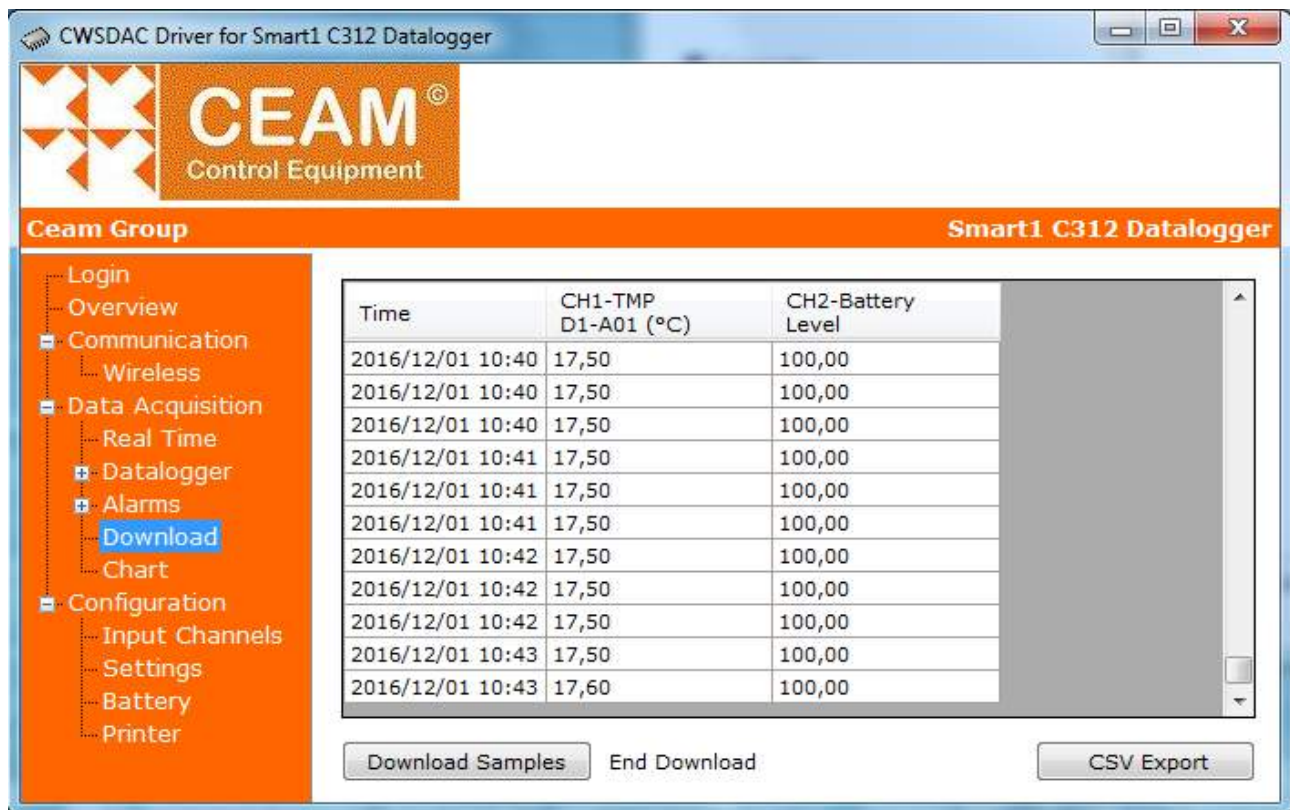 CWSDAC Driver for Smart1 C312 Datalogger
CEAM©
Control Equipment
Ceam Group Smart1 C312 Datalogger
Login
Overview
Communication
Wireless
Data Acquisition
Real Time
Datalogger
Alarms
Download
Chart
Configuration
Input Channels
Settings
Battery
Printer
Time CH1-TMP D1-A01 (°C) CH2-Battery Level
2016/12/01 10:40 17,50 100,00
2016/12/01 10:40 17,50 100,00
2016/12/01 10:40 17,50 100,00
2016/12/01 10:41 17,50 100,00
2016/12/01 10:41 17,50 100,00
2016/12/01 10:41 17,50 100,00
2016/12/01 10:42 17,50 100,00
2016/12/01 10:42 17,50 100,00
2016/12/01 10:42 17,50 100,00
2016/12/01 10:43 17,50 100,00
2016/12/01 10:43 17,60 100,00
Download Samples End Download CSV Export